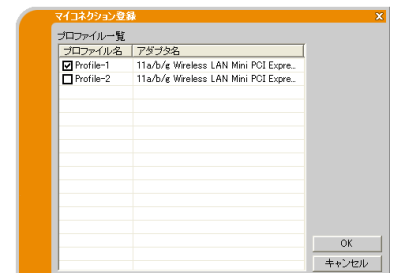 マイコネクション登録
プロファイル一覧
プロファイル名 アダプタ名
Profile-1 11a/b/g Wireless LAN Mini PCI Expre...
Profile-2 11a/b/g Wireless LAN Mini PCI Expre...
OK
キャンセル